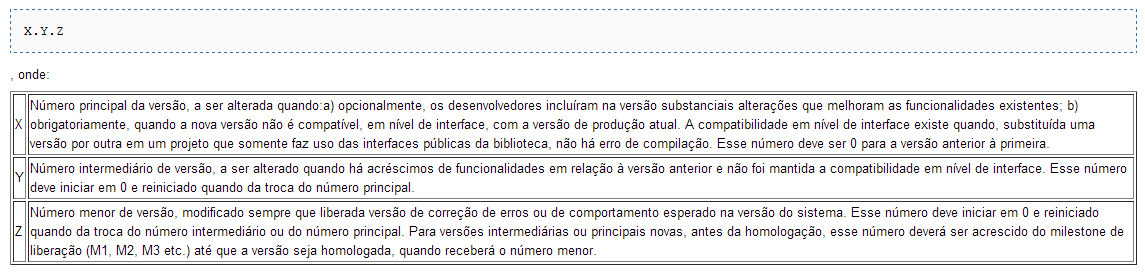 X.Y.Z
, onde:
X
Número principal da versão, a ser alterada quando:a) opcionalmente, os desenvolvedores incluíram na versão substanciais alterações que melhoram as funcionalidades existentes; b)
obrigatoriamente, quando a nova versão não é compatível, em nível de interface, com a versão de produção atual. A compatibilidade em nível de interface existe quando, substituída uma
versão por outra em um projeto que somente faz uso das interfaces públicas da biblioteca, não há erro de compilação. Esse número deve ser 0 para a versão anterior à primeira.
Y
Número intermediário de versão, a ser alterado quando há acréscimos de funcionalidades em relação à versão anterior e não foi mantida a compatibilidade em nível de interface. Esse número
deve iniciar em 0 e reiniciado quando da troca do número principal.
Z
Número menor de versão, modificado sempre que liberada versão de correção de erros ou de comportamento esperado na versão do sistema. Esse número deve iniciar em 0 e reiniciado
quando da troca do número intermediário ou do número principal. Para versões intermediárias ou principais novas, antes da homologação, esse número deverá ser acrescido do milestone de
liberação (M1, M2, M3 etc.) até que a versão seja homologada, quando receberá o número menor.